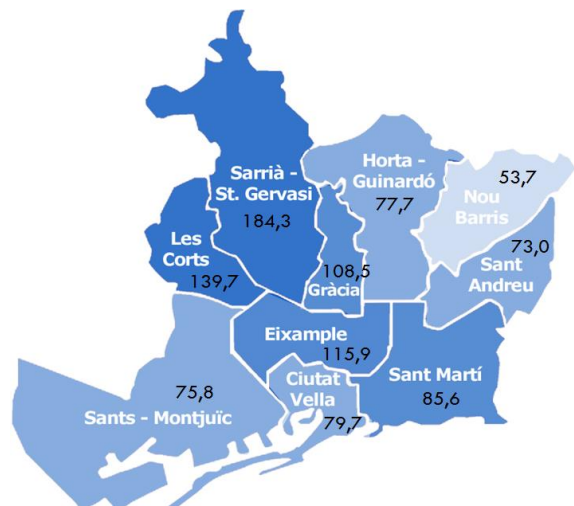 Sarrià -
St. Gervasi
184,3
Horta -
Guinardó
77,7
53,7
Nou
Barris
Les
Corts
139,7
108,5
Gràcia
73,0
Sant
Andreu
Eixample
115,9
Sant Martí
85,6
Ciutat
Vella
79,7
75,8
Sants - Montjuïc